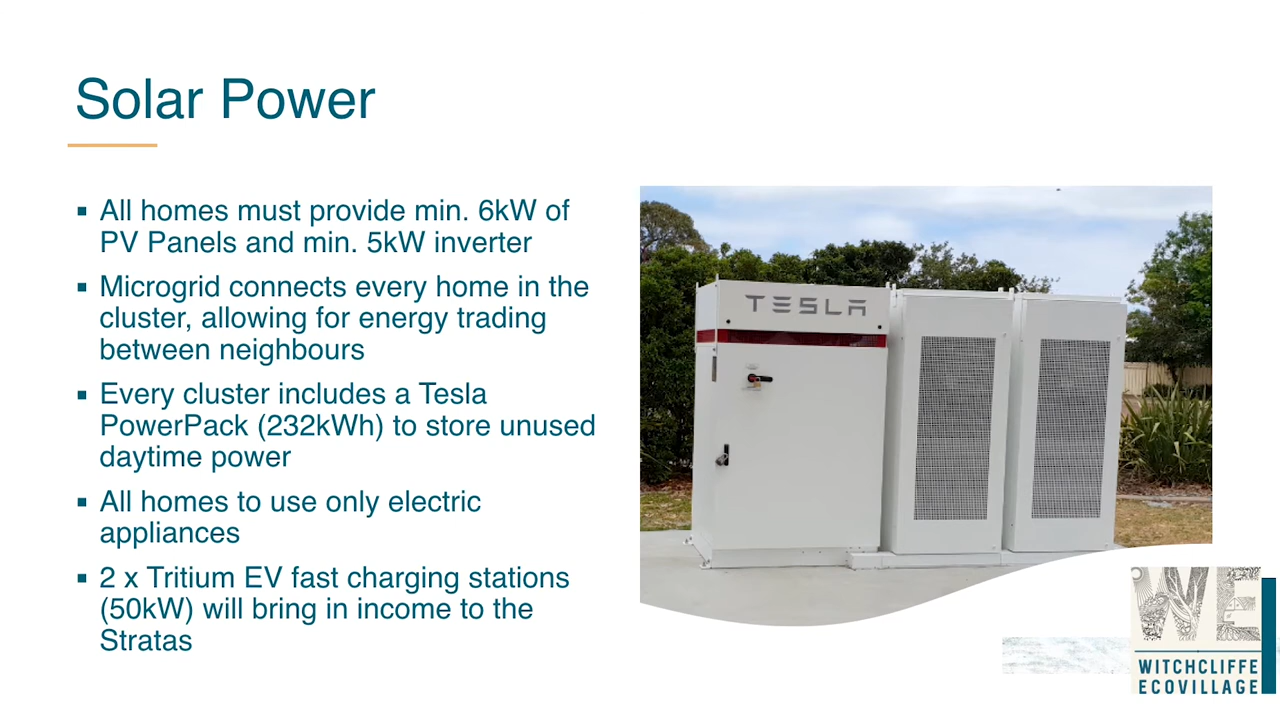 Solar Power
▪ All homes must provide min. 6kW of
PV Panels and min. 5kW inverter
▪ Microgrid connects every home in the
cluster, allowing for energy trading
between neighbours
▪ Every cluster includes a Tesla
PowerPack (232kWh) to store unused
daytime power
▪ All homes to use only electric
appliances
▪ 2 x Tritium EV fast charging stations
(50kW) will bring in income to the
Stratas
TESLA
WE
WITCHCLIFFE
ECOVILLAGE